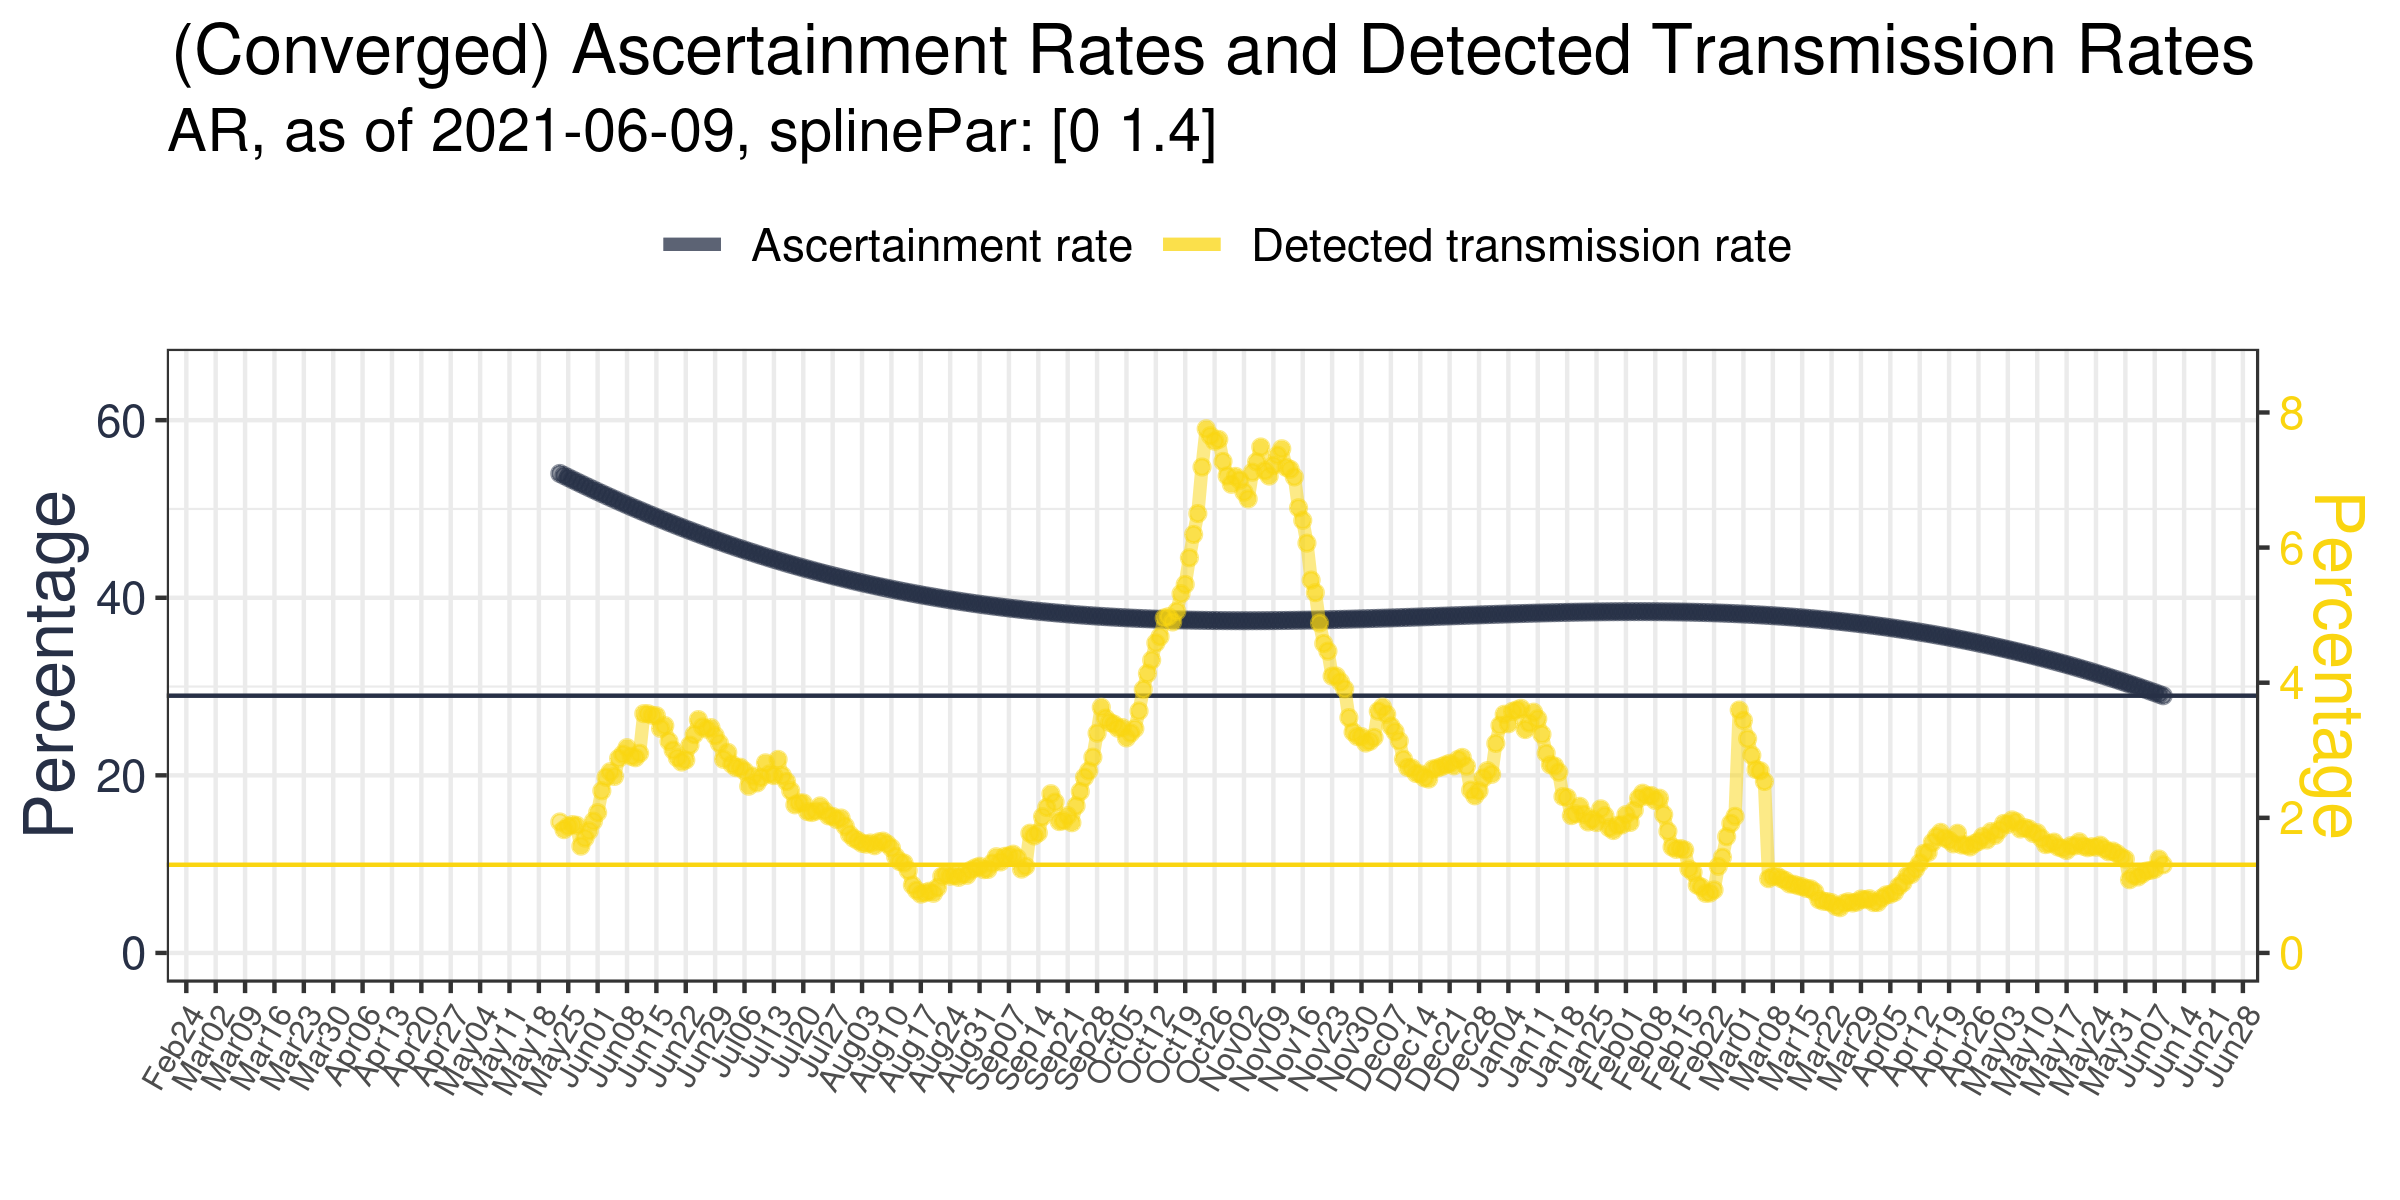 (Converged) Ascertainment Rates and Detected Transmission Rates
AR, as of 2021-06-09, splinePar: [0 1.4]
Ascertainment rate
Detected transmission rate
Percentage
60
40
20
0
8
6
4
2
0
Percentage
Feb24
Mar02
Mar09
Mar16
Mar23
Mar30
Apr06
Apr13
Apr20
Apr27
May04
May11
May18
May25
Jun01
Jun08
Jun15
Jun22
Jun29
Jul06
Jul13
Jul20
Jul27
Aug03
Aug10
Aug17
Aug24
Aug31
Sep07
Sep14
Sep21
Sep28
Oct05
Oct12
Oct19
Oct26
Nov02
Nov09
Nov16
Nov23
Nov30
Dec07
Dec14
Dec21
Dec28
Jan04
Jan11
Jan18
Jan25
Feb01
Feb08
Feb15
Feb22
Mar01
Mar08
Mar15
Mar22
Mar29
Apr05
Apr12
Apr19
Apr26
May03
May10
May17
May24
May31
Jun07
Jun14
Jun21
Jun28